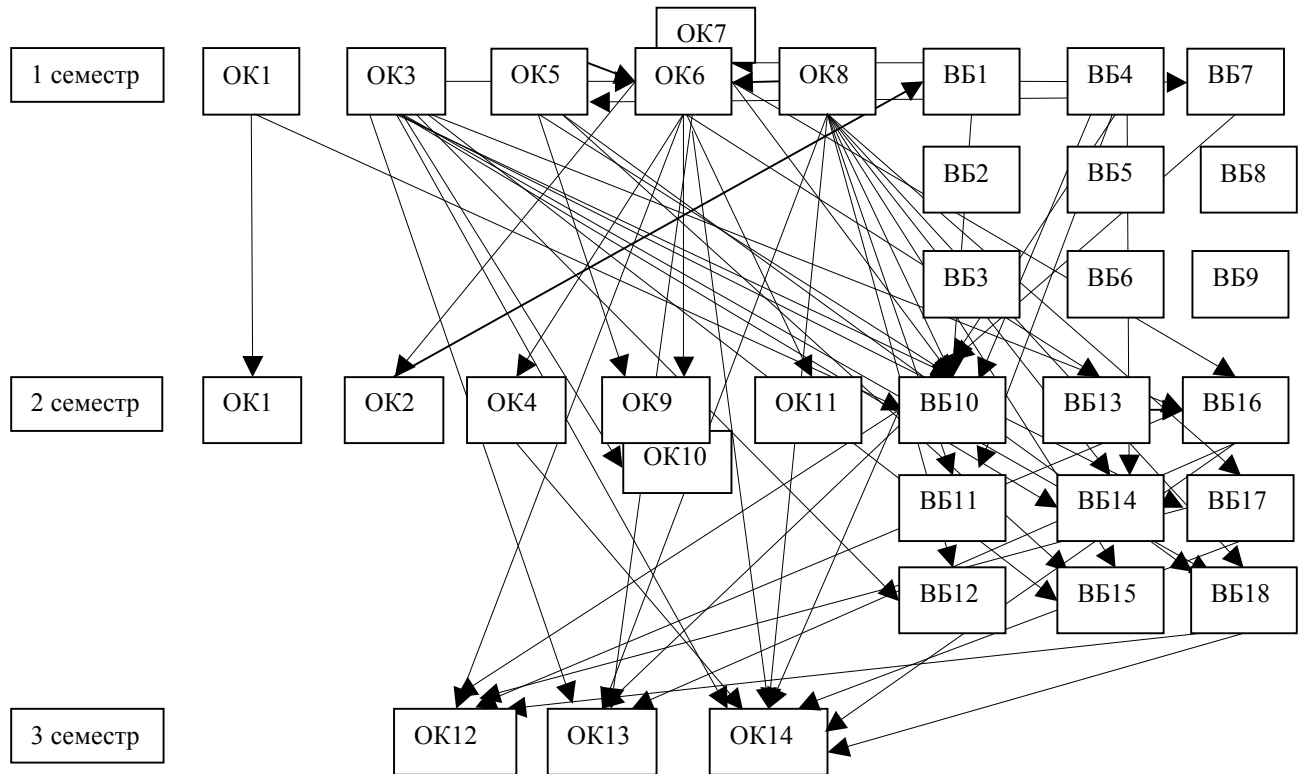 ОК7
1 семестр ОК1 ОК3 ОК5 ОК6 ОК8 ВБ1 ВБ4 ВБ7
ВБ2 ВБ5 ВБ8
ВБ3 ВБ6 ВБ9
2 семестр ОК1 ОК2 ОК4 ОК9 ОК11 ВБ10 ВБ13 ВБ16
ОК10
ВБ11 ВБ14 ВБ17
ВБ12 ВБ15 ВБ18
3 семестр ОК12 ОК13 ОК14